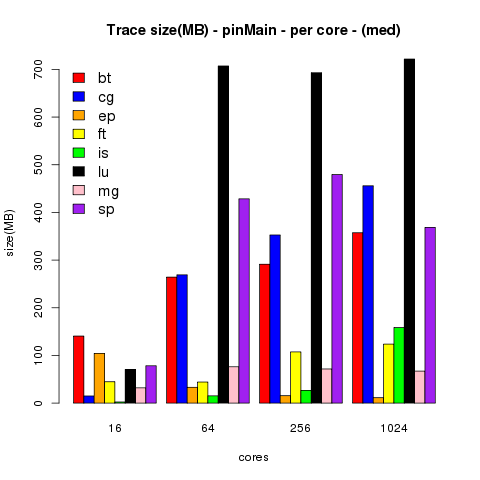 Trace size(MB) - pinMain - per core - (med)
size(MB)
700
600
500
400
300
200
100
0
bt
cg
ep
ft
is
lu
mg
sp
16 64 256 1024
cores